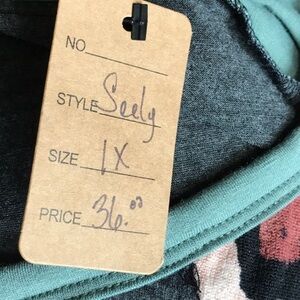 NO
STYLE Seely
SIZE 1X
PRICE 36.00